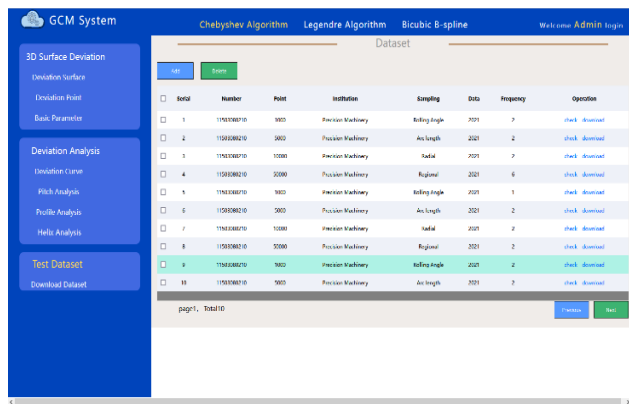 GCM System
Chebyshev Algorithm Legendre Algorithm Bicubic B-spline
Welcome Admin login
3D Surface Deviation
Deviation Surface
Deviation Point
Basic Parameter
Deviation Analysis
Deviation Curve
Pitch Analysis
Profile Analysis
Helix Analysis
Test Dataset
Download Dataset
Dataset
Add Delete
Serial Number Point Institution Sampling Data Frequency Operation
1 11503080210 1000 Precision Machinery Rolling Angle 2021 2 check download
2 11503080210 5000 Precision Machinery Arc length 2021 2 check download
3 11503080210 10000 Precision Machinery Radial 2021 2 check download
4 11503080210 50000 Precision Machinery Regional 2021 6 check download
5 11503080210 1000 Precision Machinery Rolling Angle 2021 1 check download
6 11503080210 5000 Precision Machinery Arc length 2021 2 check download
7 11503080210 10000 Precision Machinery Radial 2021 2 check download
8 11503080210 50000 Precision Machinery Regional 2021 2 check download
9 11503080210 1000 Precision Machinery Rolling Angle 2021 2 check download
10 11503080210 5000 Precision Machinery Arc length 2021 2 check download
page1, Total10
Previous Next